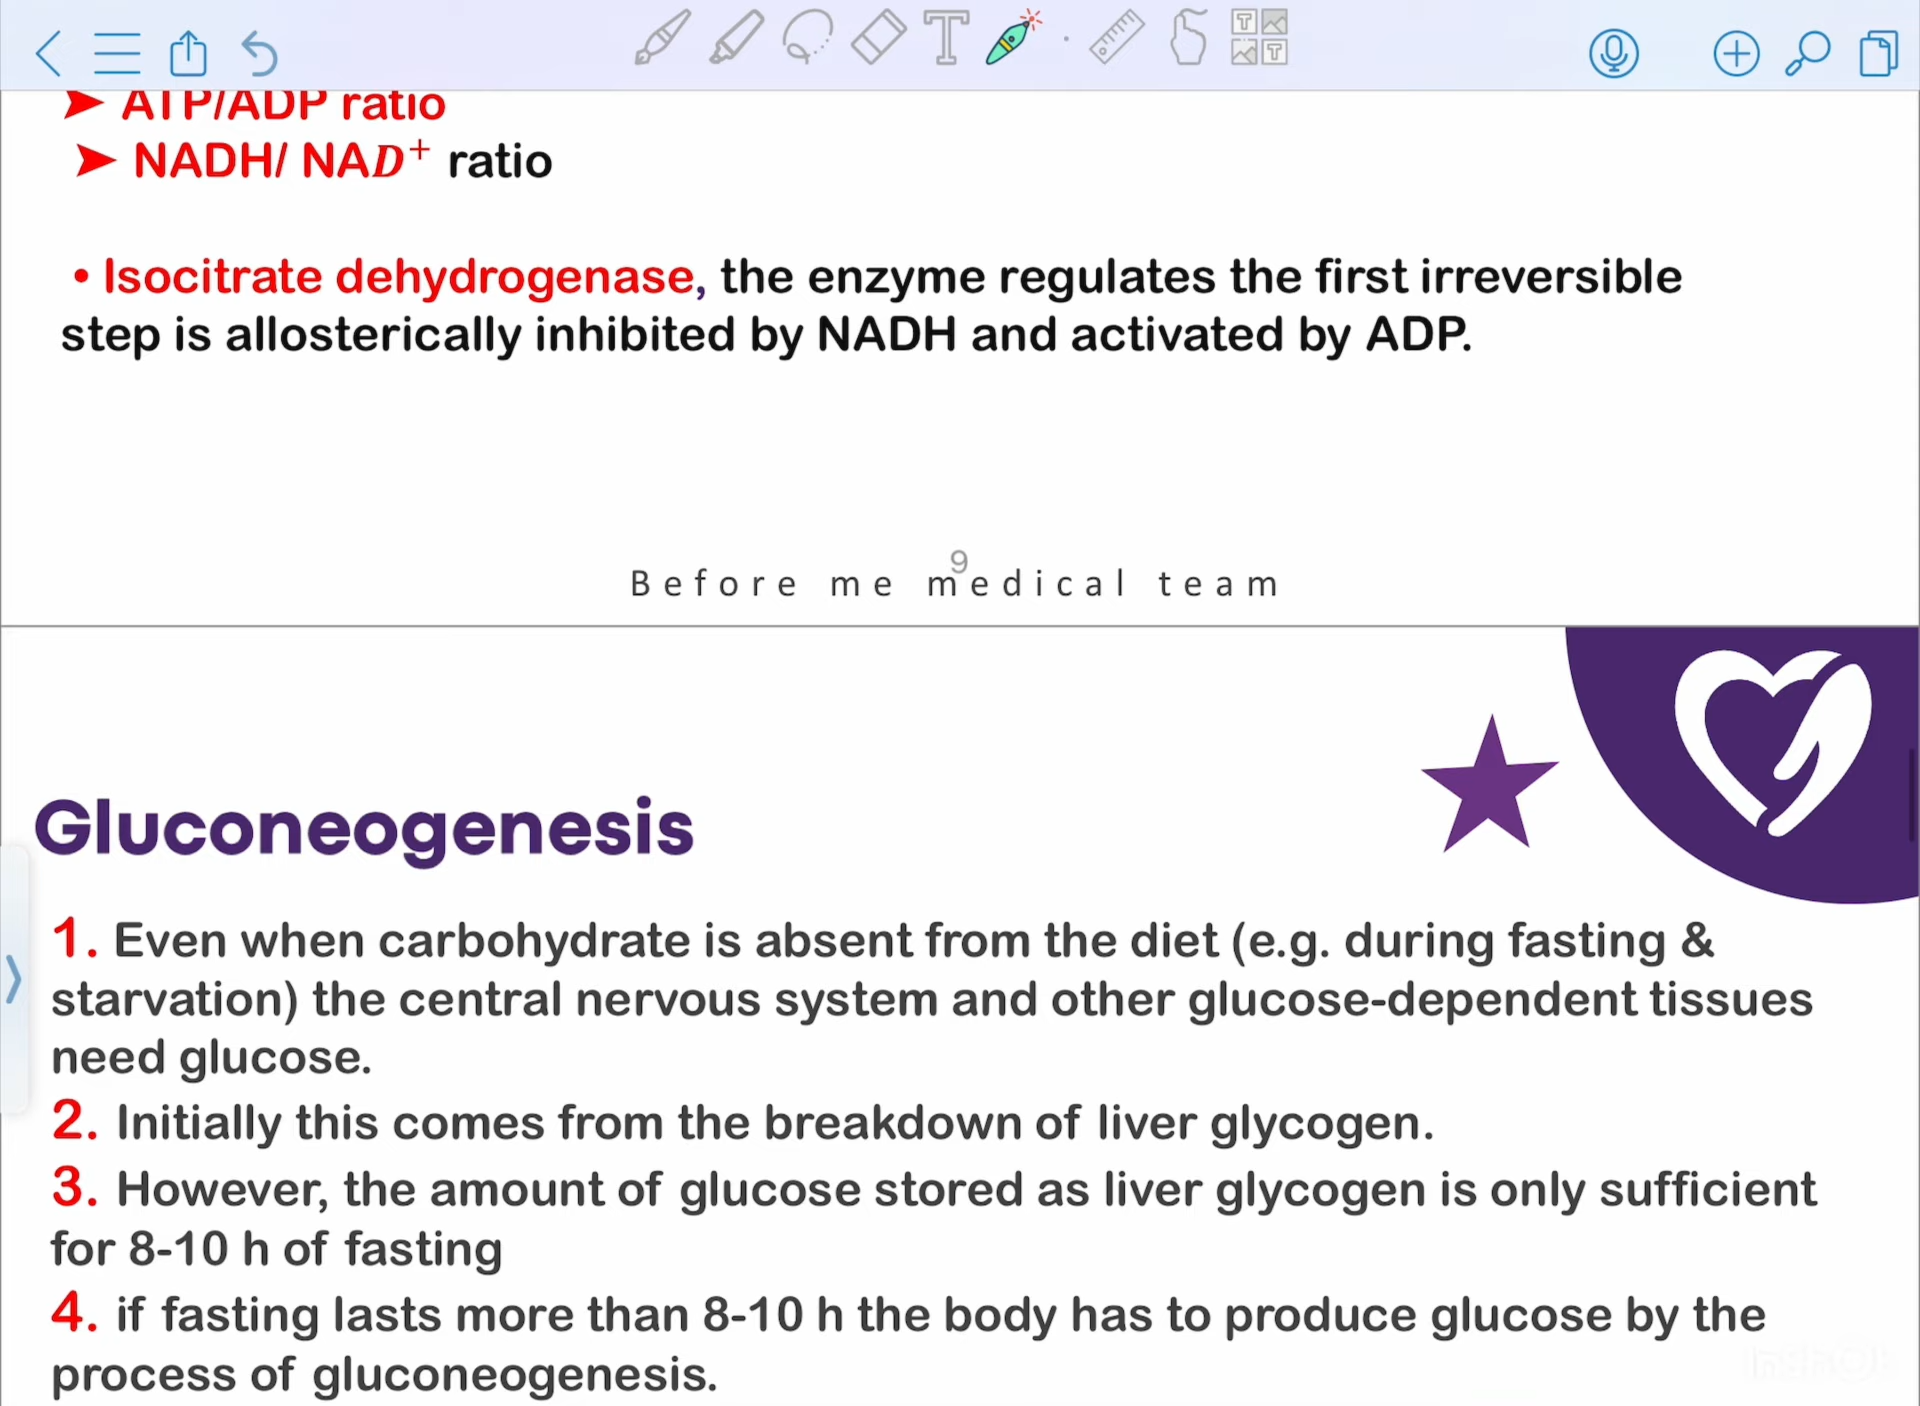 ➤ ATP/ADP ratio
➤ NADH/ NAD⁺ ratio
• Isocitrate dehydrogenase, the enzyme regulates the first irreversible
step is allosterically inhibited by NADH and activated by ADP.
9
Before me medical team
Gluconeogenesis
1. Even when carbohydrate is absent from the diet (e.g. during fasting &
starvation) the central nervous system and other glucose-dependent tissues
need glucose.
2. Initially this comes from the breakdown of liver glycogen.
3. However, the amount of glucose stored as liver glycogen is only sufficient
for 8-10 h of fasting
4. if fasting lasts more than 8-10 h the body has to produce glucose by the
process of gluconeogenesis.